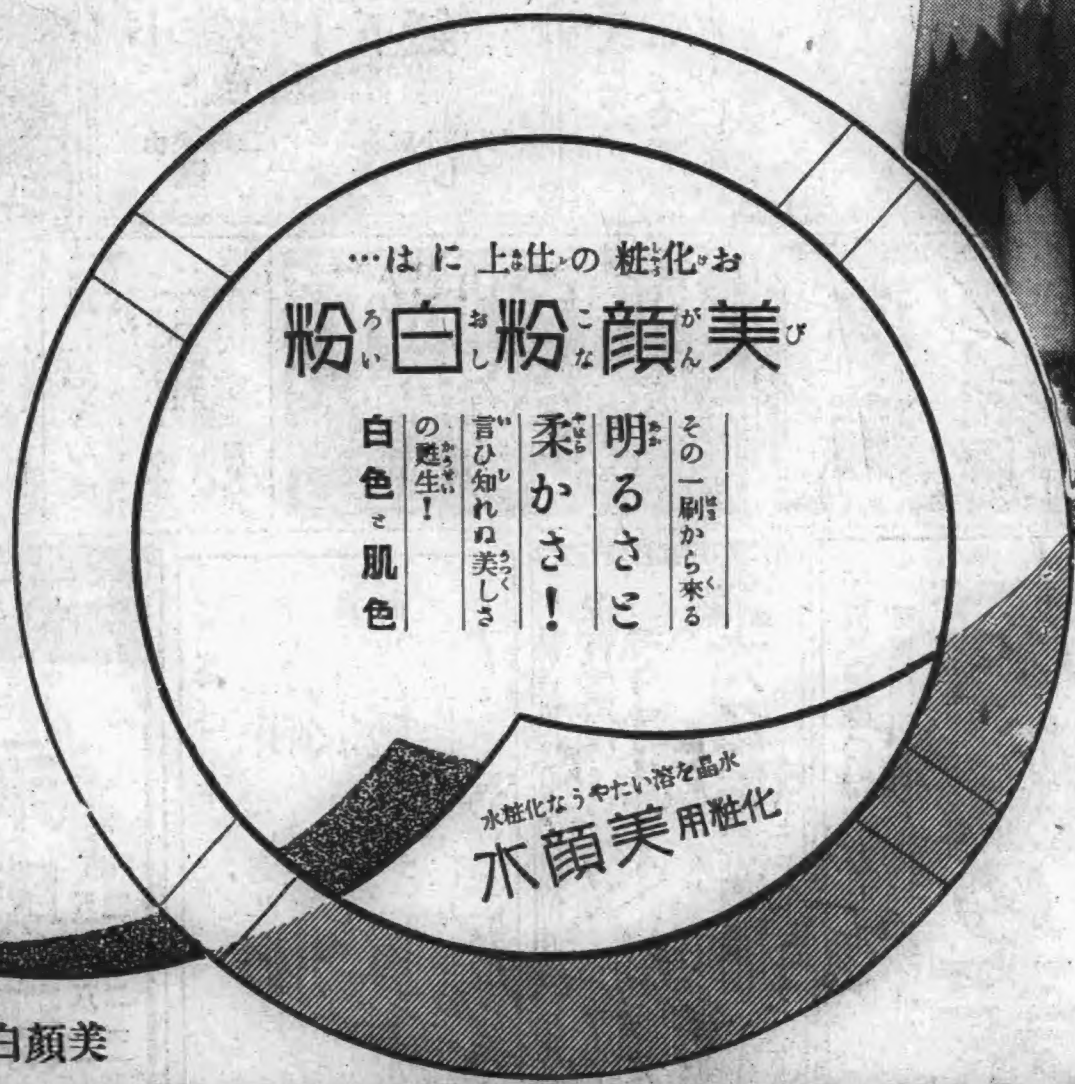 お化粧の仕上には…
美顔粉白粉
その一刷から來る
明るさと
柔かさ!
言ひ知れぬ美しさ
の甦生!
白色と肌色
水晶を溶いたやうな化粧水
化粧用美顔水
美顔白